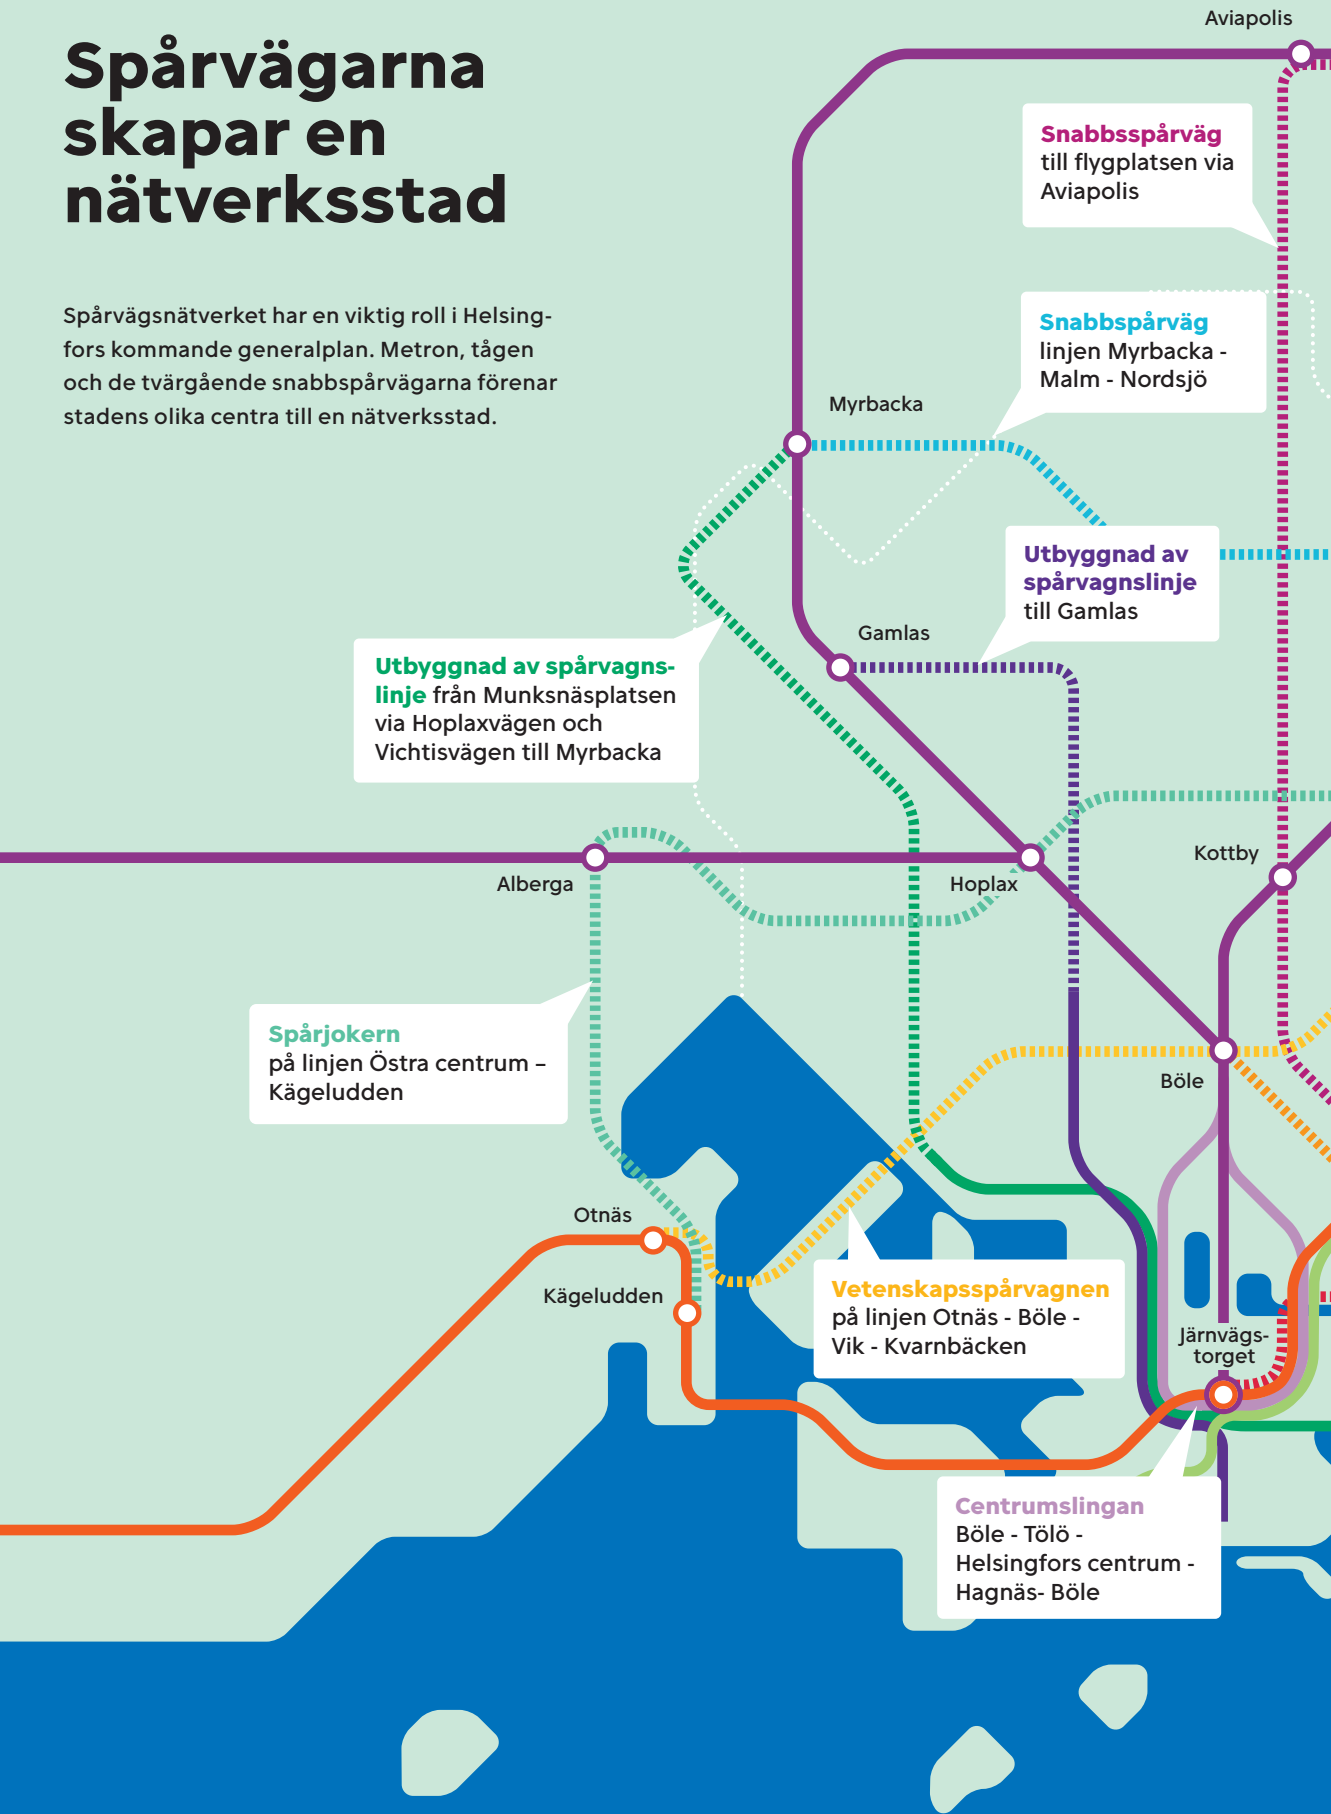 Spårvägarna
skapar en
nätverksstad
Spårvägsnätverket har en viktig roll i Helsing-
fors kommande generalplan. Metron, tågen
och de tvärgående snabbspårvägarna förenar
stadens olika centra till en nätverksstad.
Aviapolis
Snabbsspårväg
till flygplatsen via
Aviapolis
Snabbspårväg
linjen Myrbacka -
Malm - Nordsjö
Myrbacka
Utbyggnad av
spårvagnslinje
till Gamlas
Gamlas
Utbyggnad av spårvagns-
linje från Munksnäsplatsen
via Hoplaxvägen och
Vichtisvägen till Myrbacka
Kottby
Alberga
Hoplax
Spårjokern
på linjen Östra centrum –
Kägeludden
Böle
Otnäs
Kägeludden
Vetenskapsspårvagnen
på linjen Otnäs - Böle -
Vik - Kvarnbäcken
Järnvägs-
torget
Centrumslingan
Böle - Tölö -
Helsingfors centrum -
Hagnäs- Böle